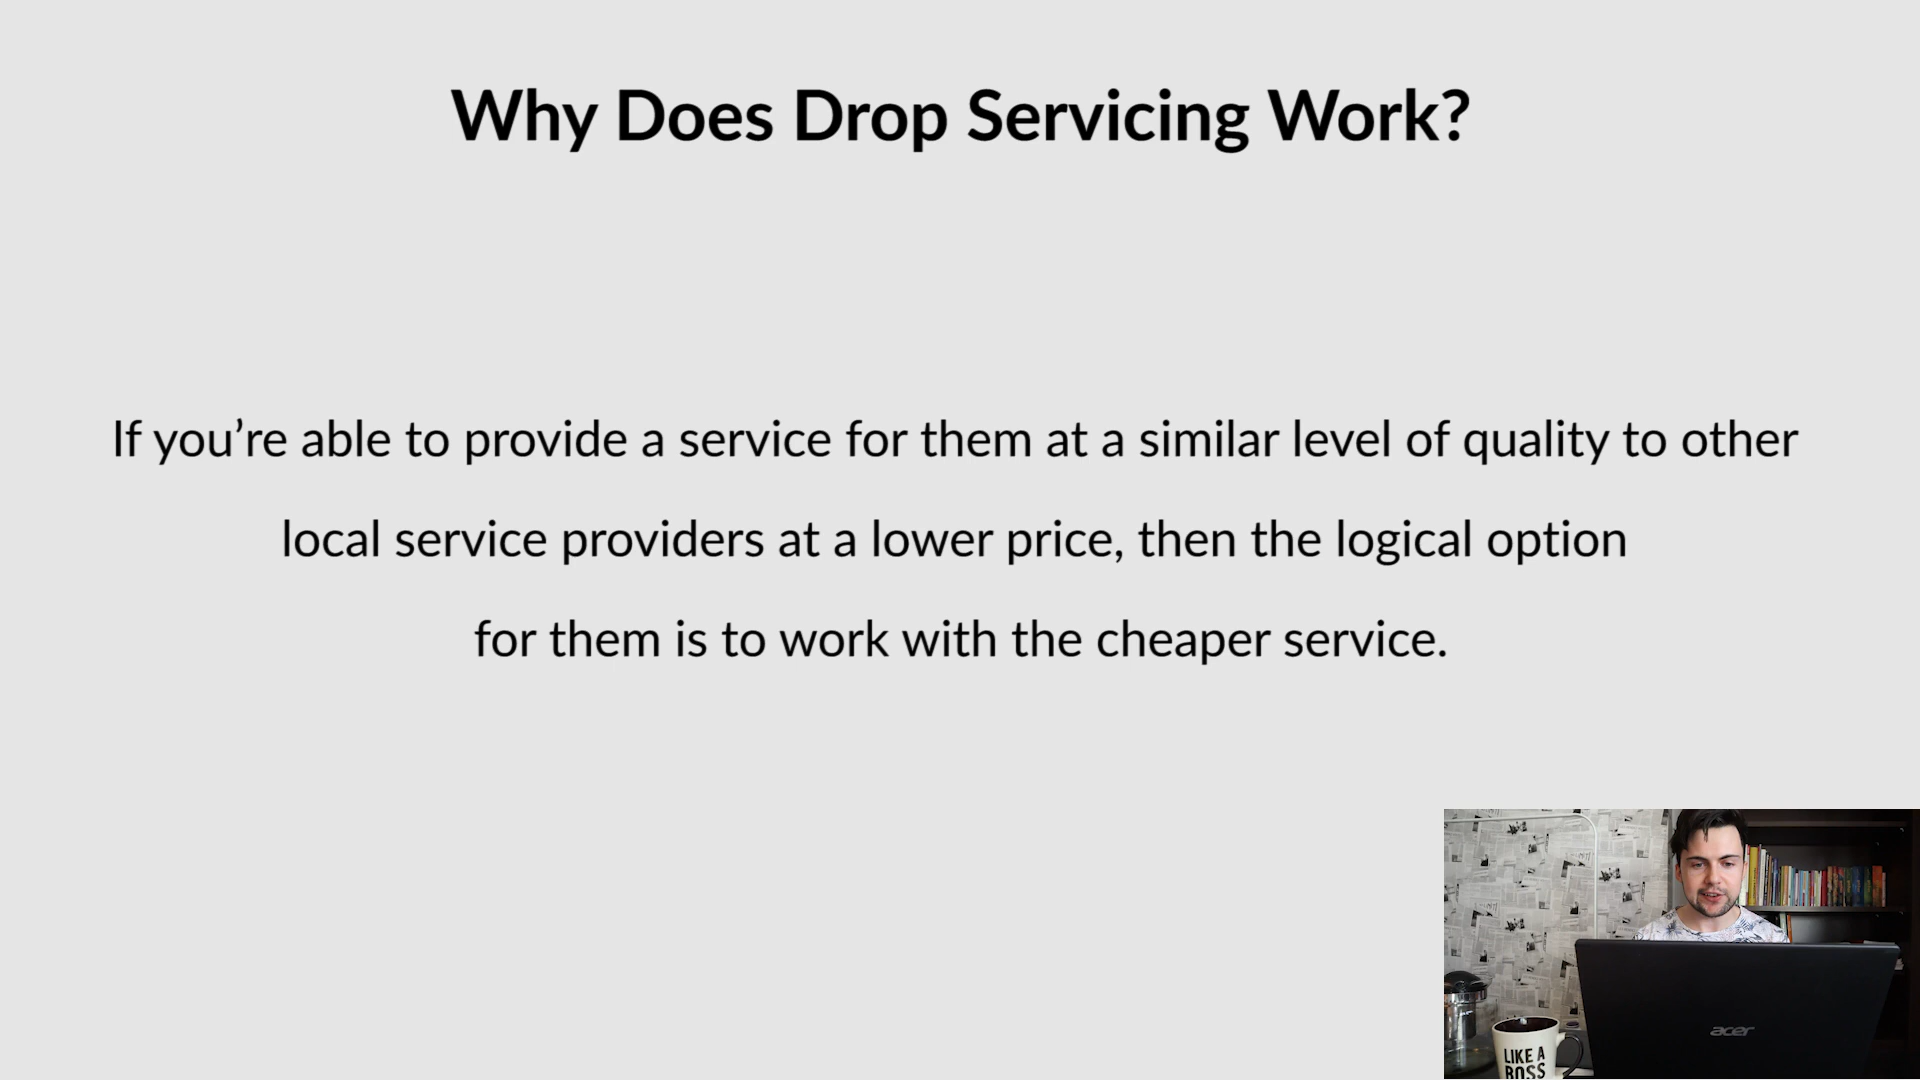 Why Does Drop Servicing Work?
If you’re able to provide a service for them at a similar level of quality to other
local service providers at a lower price, then the logical option
for them is to work with the cheaper service.
acer
LIKE A
BOSS